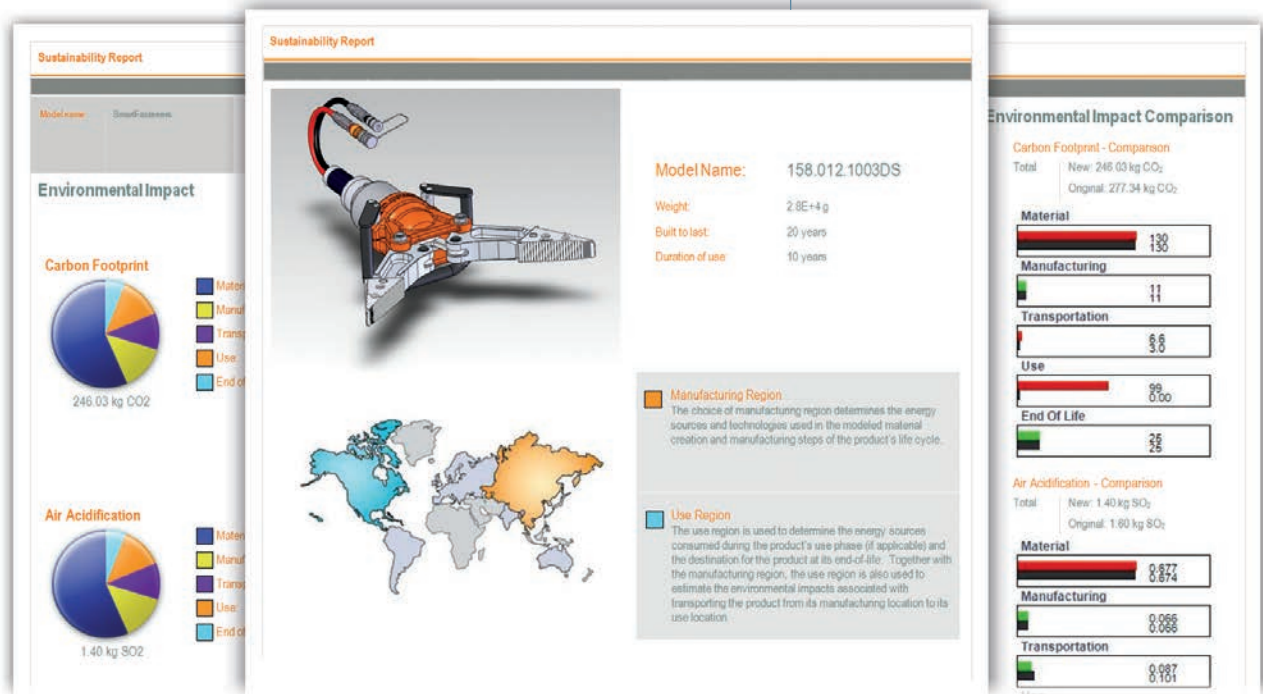 Sustainability Report
Model name
Environmental Impact
Carbon Footprint
Use:
End of
246.03 kg CO2
Air Acidification
Use:
End of
1.40 kg SO2
Sustainability Report
Model Name: 158.012.1003DS
Weight: 2.8E+4 g
Built to last: 20 years
Duration of use: 10 years
Manufacturing Region
The choice of manufacturing region determines the energy
sources and technologies used in the modeled material
creation and manufacturing steps of the product's life cycle.
Use Region
The use region is used to determine the energy sources
consumed during the product's use phase (if applicable) and
the destination for the product at its end-of-life. Together with
the manufacturing region, the use region is also used to
estimate the environmental impacts associated with
transporting the product from its manufacturing location to its
use location.
Environmental Impact Comparison
Carbon Footprint - Comparison
Total New: 246.03 kg CO₂
Original: 277.34 kg CO₂
Material
130
130
Manufacturing
11
11
Transportation
6.6
3.0
Use
99
0.00
End Of Life
25
25
Air Acidification - Comparison
Total New: 1.40 kg SO₂
Original: 1.60 kg SO₂
Material
0.677
0.674
Manufacturing
0.066
0.066
Transportation
0.087
0.101